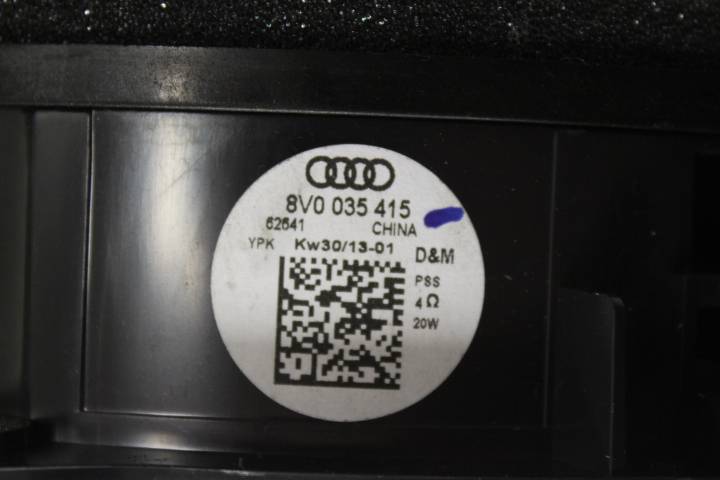 8V0 035 415
62641 CHINA
YPK Kw30/13-01 D&M
PSS
4Ω
20W